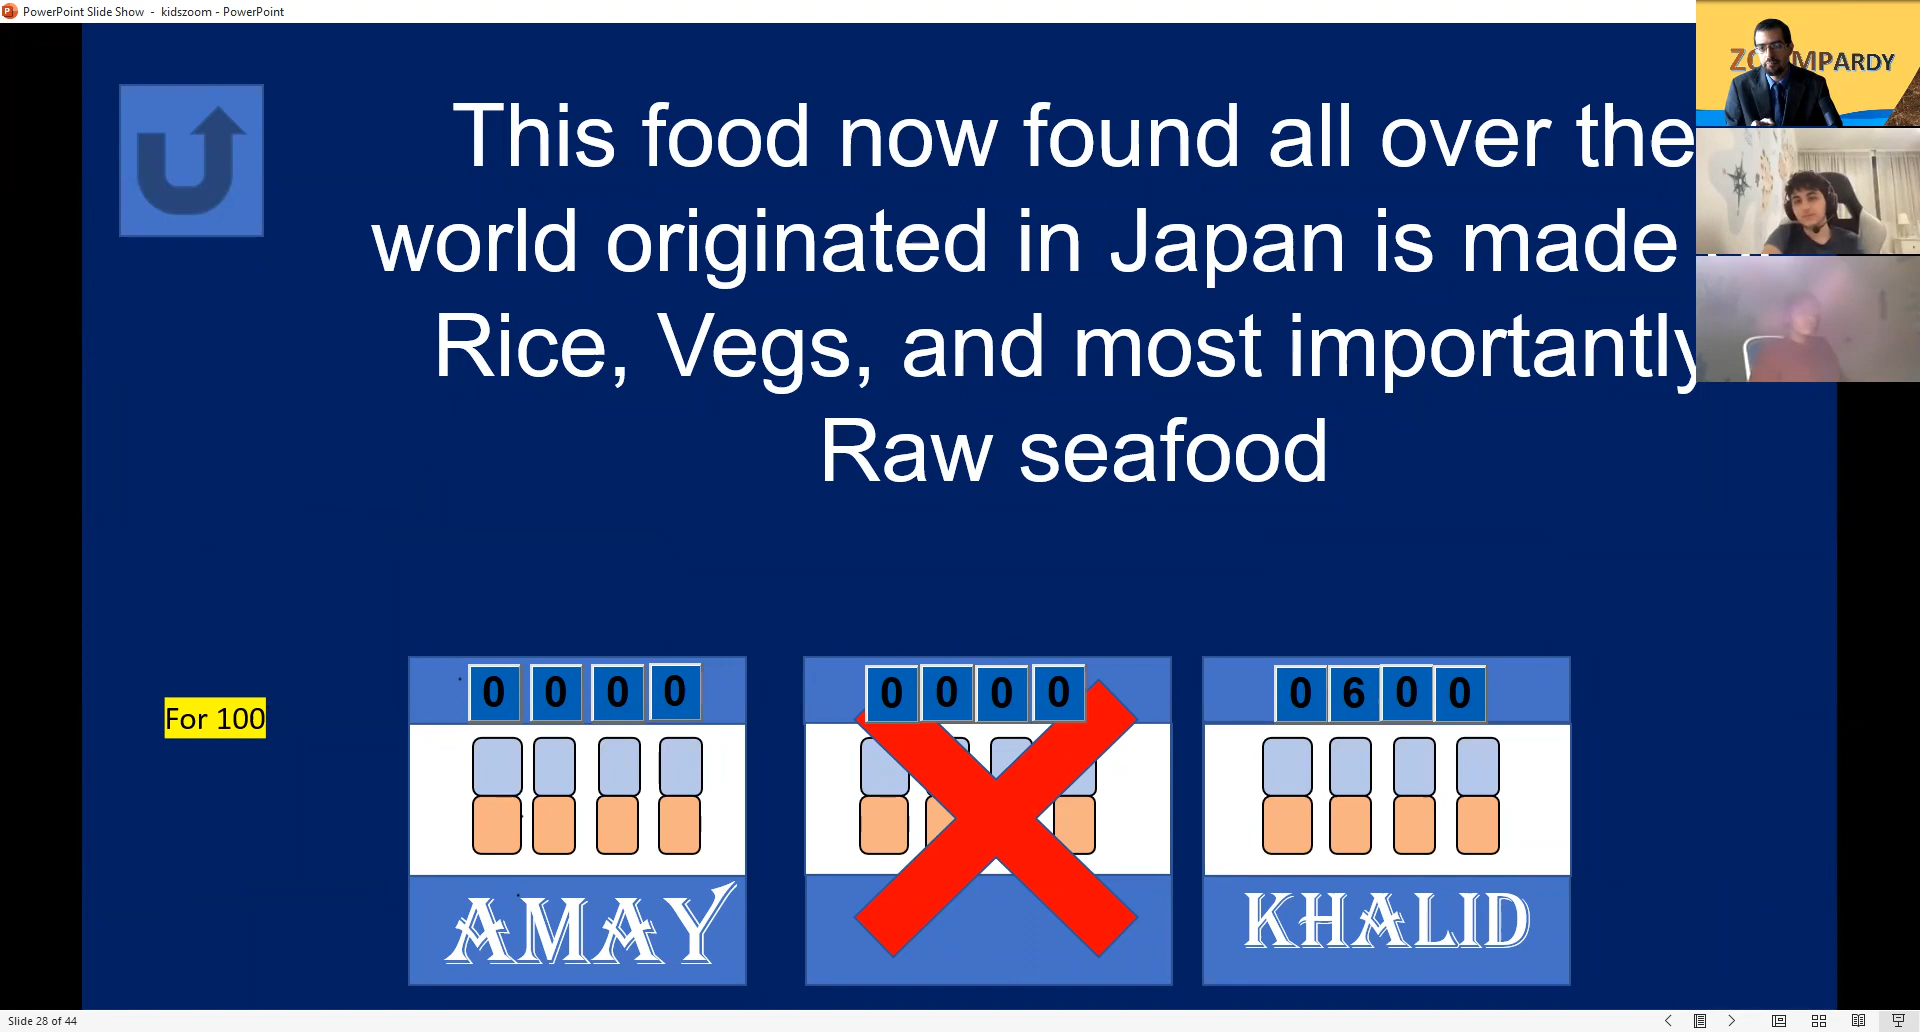 PowerPoint Slide Show - kidszoom - PowerPoint
ZOOMPARDY
This food now found all over the
world originated in Japan is made
Rice, Vegs, and most importantly
Raw seafood
For 100
0 0 0 0
0 0 0 0
0 6 0 0
AMAY
KHALID
Slide 28 of 44